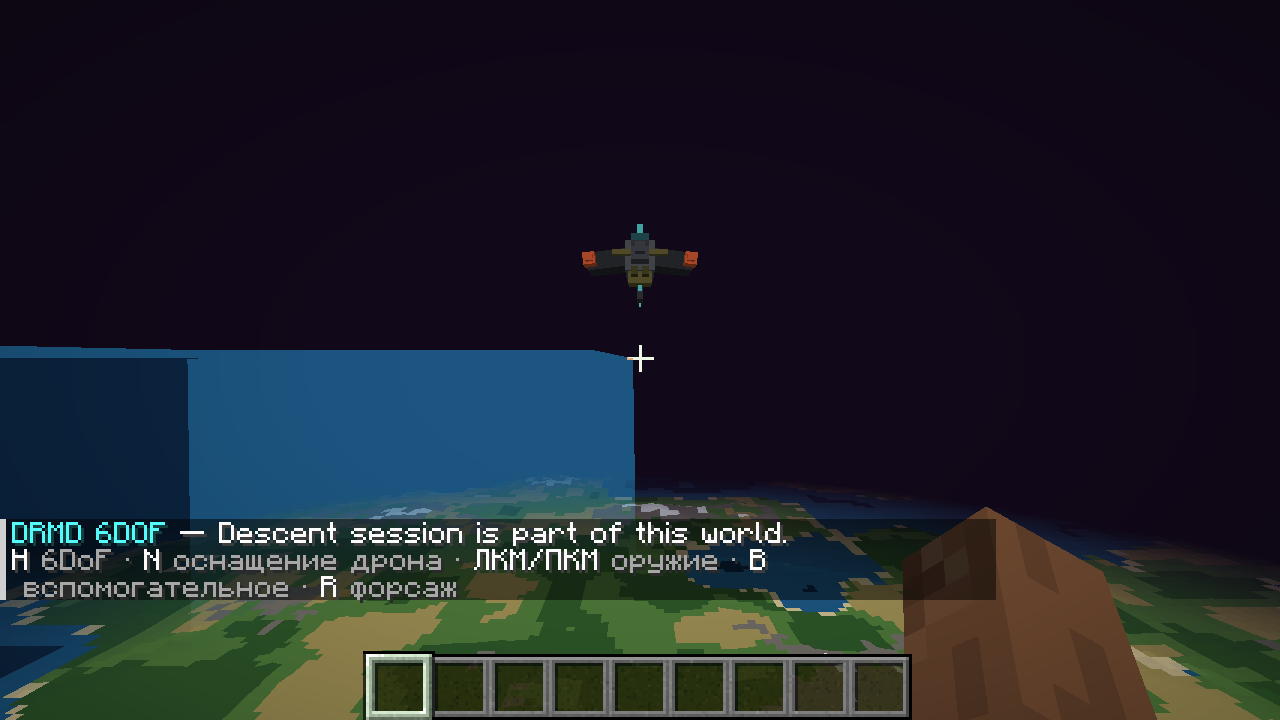 DRMD 6DOF — Descent session is part of this world.
H 6DoF · N оснащение дрона · ЛКМ/ПКМ оружие · B
вспомогательное · R форсаж